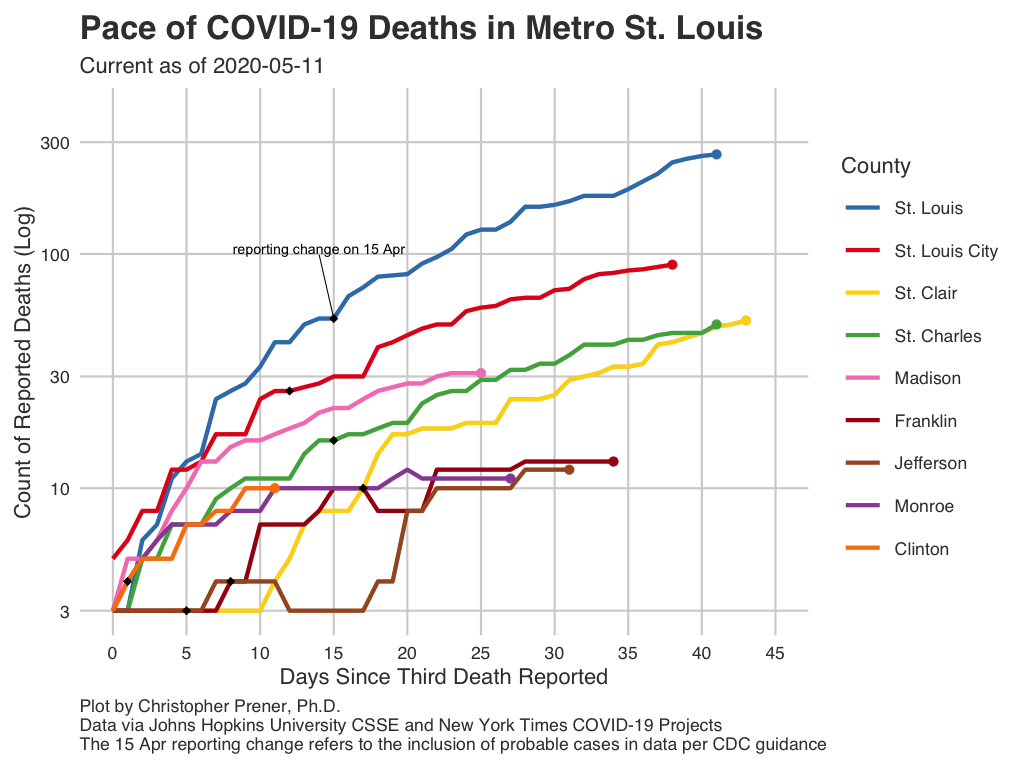 Pace of COVID-19 Deaths in Metro St. Louis
Current as of 2020-05-11
Count of Reported Deaths (Log)
300
100
30
10
3
reporting change on 15 Apr
0 5 10 15 20 25 30 35 40 45
Days Since Third Death Reported
County
St. Louis
St. Louis City
St. Clair
St. Charles
Madison
Franklin
Jefferson
Monroe
Clinton
Plot by Christopher Prener, Ph.D.
Data via Johns Hopkins University CSSE and New York Times COVID-19 Projects
The 15 Apr reporting change refers to the inclusion of probable cases in data per CDC guidance